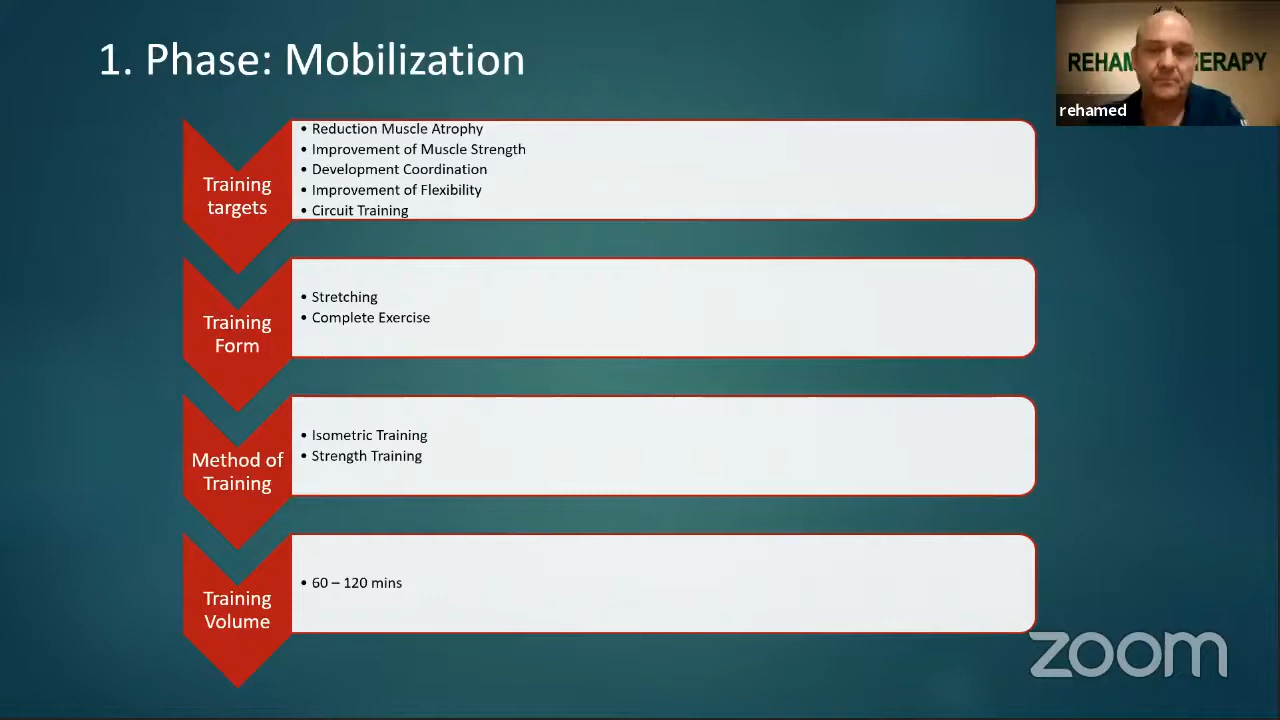 1. Phase: Mobilization
REHAM ERAPY
rehamed
Training
targets
• Reduction Muscle Atrophy
• Improvement of Muscle Strength
• Development Coordination
• Improvement of Flexibility
• Circuit Training
Training
Form
• Stretching
• Complete Exercise
Method of
Training
• Isometric Training
• Strength Training
Training
Volume
• 60 – 120 mins
zoom